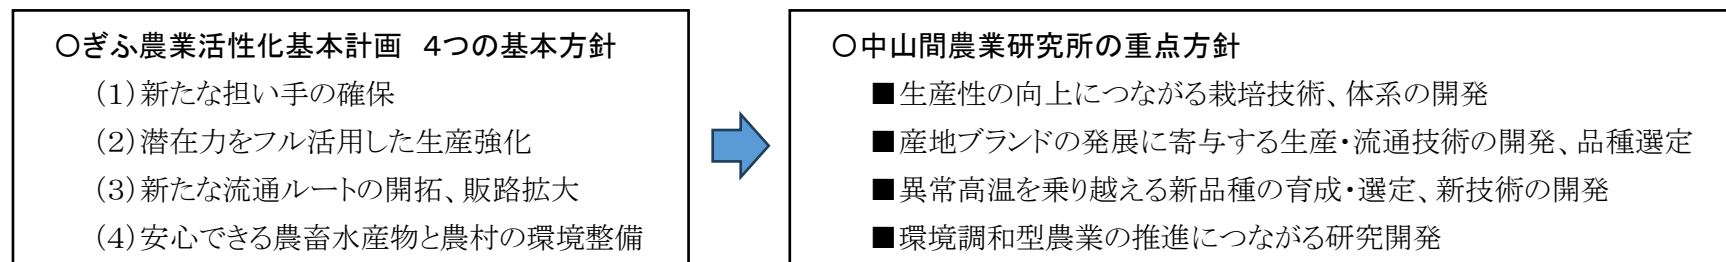 〇ぎふ農業活性化基本計画　４つの基本方針
（１）新たな担い手の確保
（２）潜在力をフル活用した生産強化
（３）新たな流通ルートの開拓、販路拡大
（４）安心できる農畜水産物と農村の環境整備
〇中山間農業研究所の重点方針
■生産性の向上につながる栽培技術、体系の開発
■産地ブランドの発展に寄与する生産・流通技術の開発、品種選定
■異常高温を乗り越える新品種の育成・選定、新技術の開発
■環境調和型農業の推進につながる研究開発